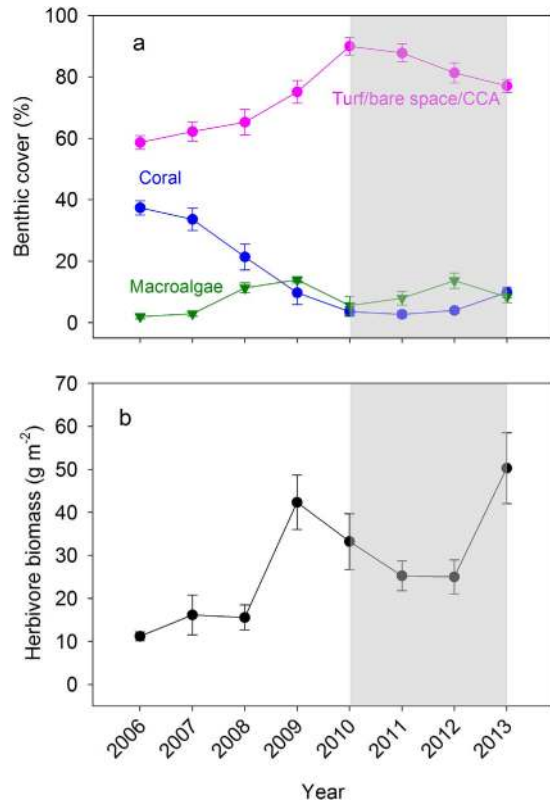 a
100
80
60
40
20
0
Benthic cover (%)
Turf/bare space/CCA
Coral
Macroalgae
b
70
60
50
40
30
20
10
0
Herbivore biomass (g m⁻²)
2006
2007
2008
2009
2010
2011
2012
2013
Year